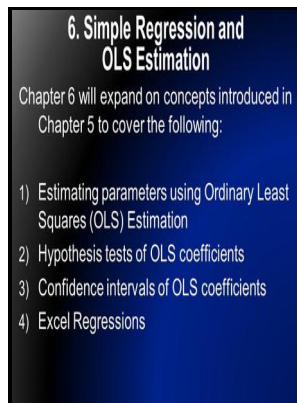 6. Simple Regression and
OLS Estimation
Chapter 6 will expand on concepts introduced in
Chapter 5 to cover the following:
1) Estimating parameters using Ordinary Least
Squares (OLS) Estimation
2) Hypothesis tests of OLS coefficients
3) Confidence intervals of OLS coefficients
4) Excel Regressions